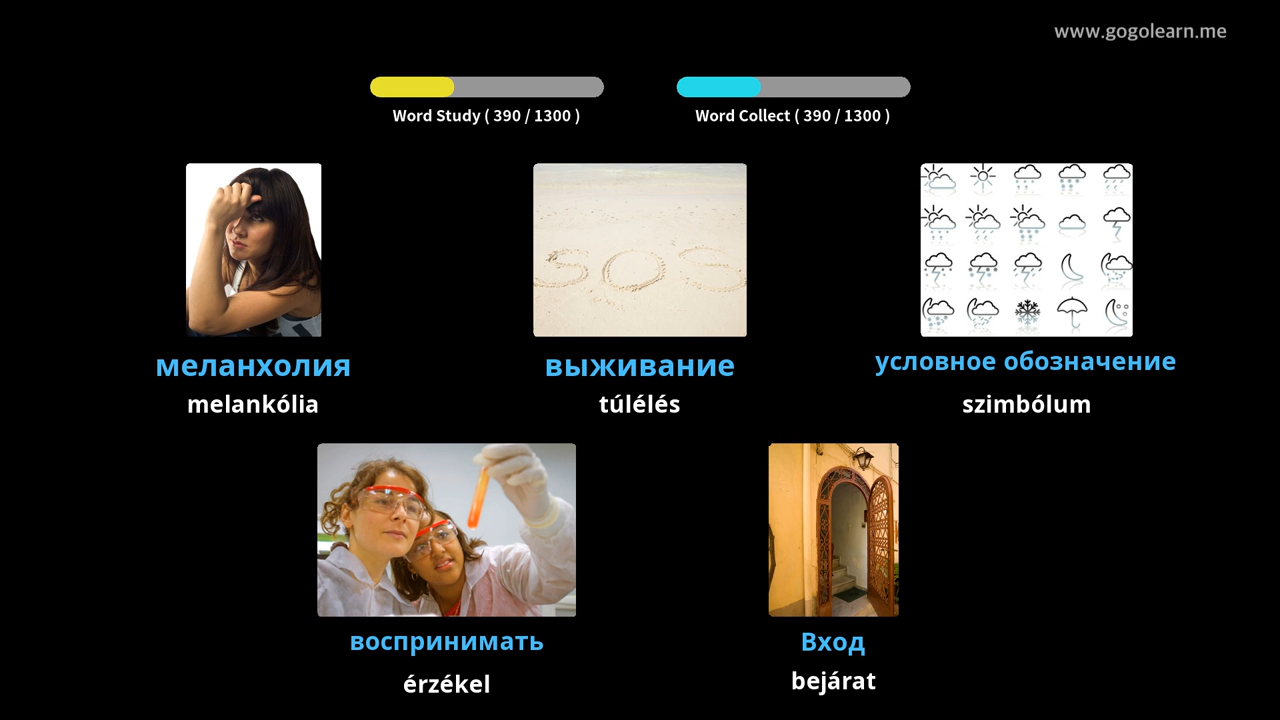 www.gogolearn.me
Word Study ( 390 / 1300 )
Word Collect ( 390 / 1300 )
SOS
меланхолия
melankólia
выживание
túlélés
условное обозначение
szimbólum
воспринимать
érzékel
Вход
bejárat